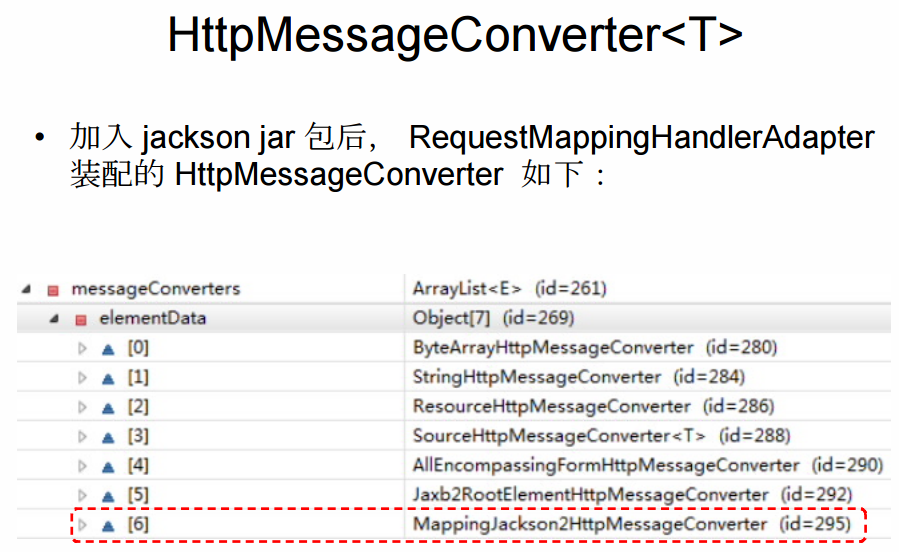 HttpMessageConverter<T>
• 加入 jackson jar 包后， RequestMappingHandlerAdapter
装配的 HttpMessageConverter 如下：
messageConverters ArrayList<E> (id=261)
elementData Object[7] (id=269)
[0] ByteArrayHttpMessageConverter (id=280)
[1] StringHttpMessageConverter (id=284)
[2] ResourceHttpMessageConverter (id=286)
[3] SourceHttpMessageConverter<T> (id=288)
[4] AllEncompassingFormHttpMessageConverter (id=290)
[5] Jaxb2RootElementHttpMessageConverter (id=292)
[6] MappingJackson2HttpMessageConverter (id=295)